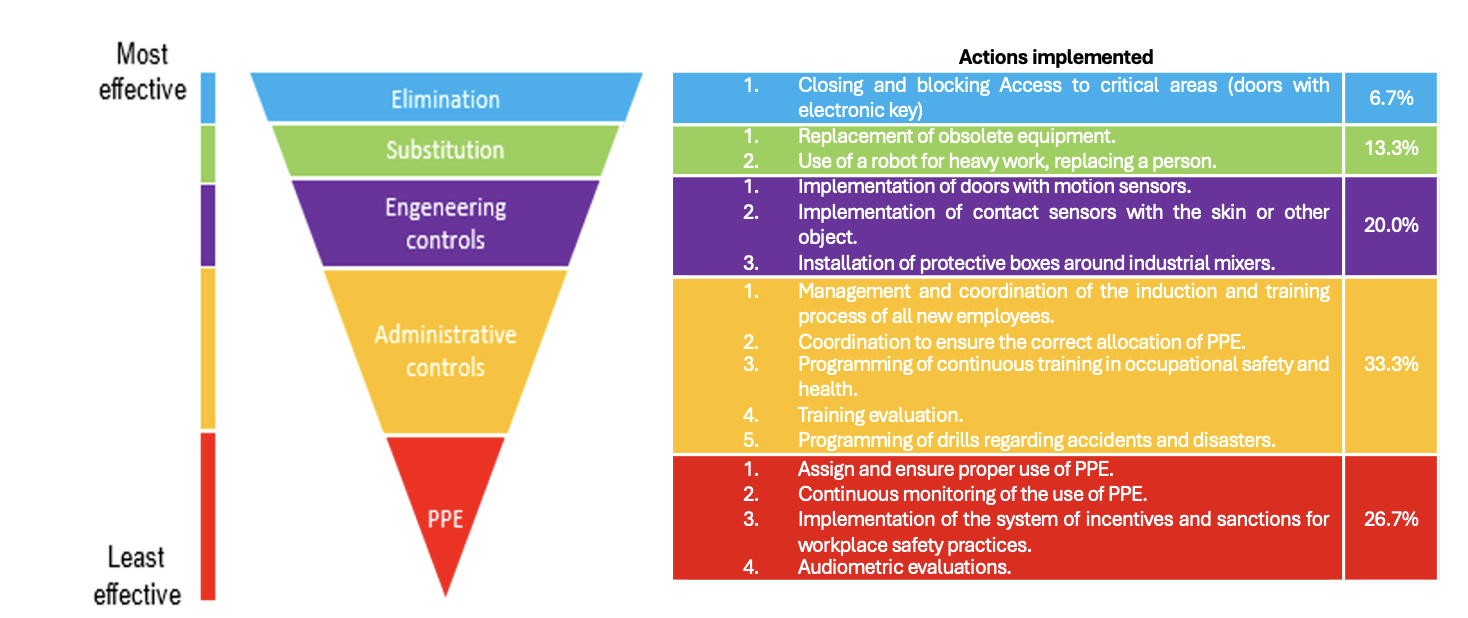 Most
effective
Least
effective
Elimination
Substitution
Engeneering
controls
Administrative
controls
PPE
Actions implemented
1. Closing and blocking Access to critical areas (doors with
electronic key)
6.7%
1. Replacement of obsolete equipment.
2. Use of a robot for heavy work, replacing a person.
13.3%
1. Implementation of doors with motion sensors.
2. Implementation of contact sensors with the skin or other
object.
3. Installation of protective boxes around industrial mixers.
20.0%
1. Management and coordination of the induction and training
process of all new employees.
2. Coordination to ensure the correct allocation of PPE.
3. Programming of continuous training in occupational safety and
health.
4. Training evaluation.
5. Programming of drills regarding accidents and disasters.
33.3%
1. Assign and ensure proper use of PPE.
2. Continuous monitoring of the use of PPE.
3. Implementation of the system of incentives and sanctions for
workplace safety practices.
4. Audiometric evaluations.
26.7%